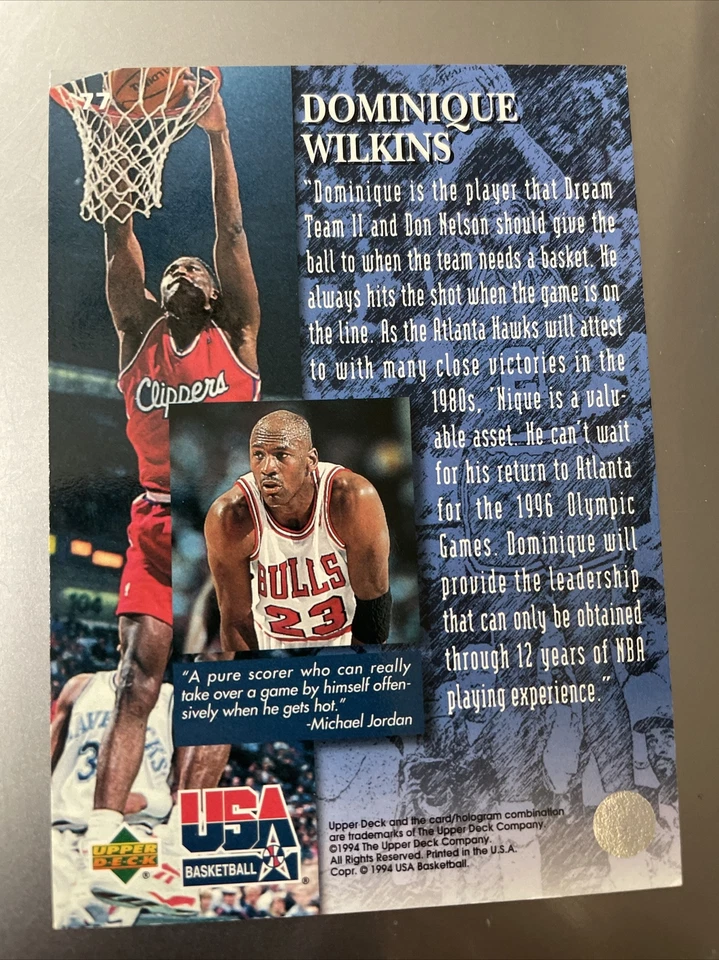 77
DOMINIQUE
WILKINS
"Dominique is the player that Dream
Team II and Don Nelson should give the
ball to when the team needs a basket. He
always hits the shot when the game is on
the line. As the Atlanta Hawks will attest
to with many close victories in the
1980s, 'Nique is a valu-
able asset. He can't wait
for his return to Atlanta
for the 1996 Olympic
Games. Dominique will
provide the leadership
that can only be obtained
through 12 years of NBA
playing experience."
Clippers
BULLS
23
"A pure scorer who can really
take over a game by himself offen-
sively when he gets hot."
-Michael Jordan
MAVERICKS
3
UPPER
DECK
USA
BASKETBALL
®
Upper Deck and the card/hologram combination
are trademarks of The Upper Deck Company.
©1994 The Upper Deck Company.
All Rights Reserved. Printed in the U.S.A.
Copr. © 1994 USA Basketball.